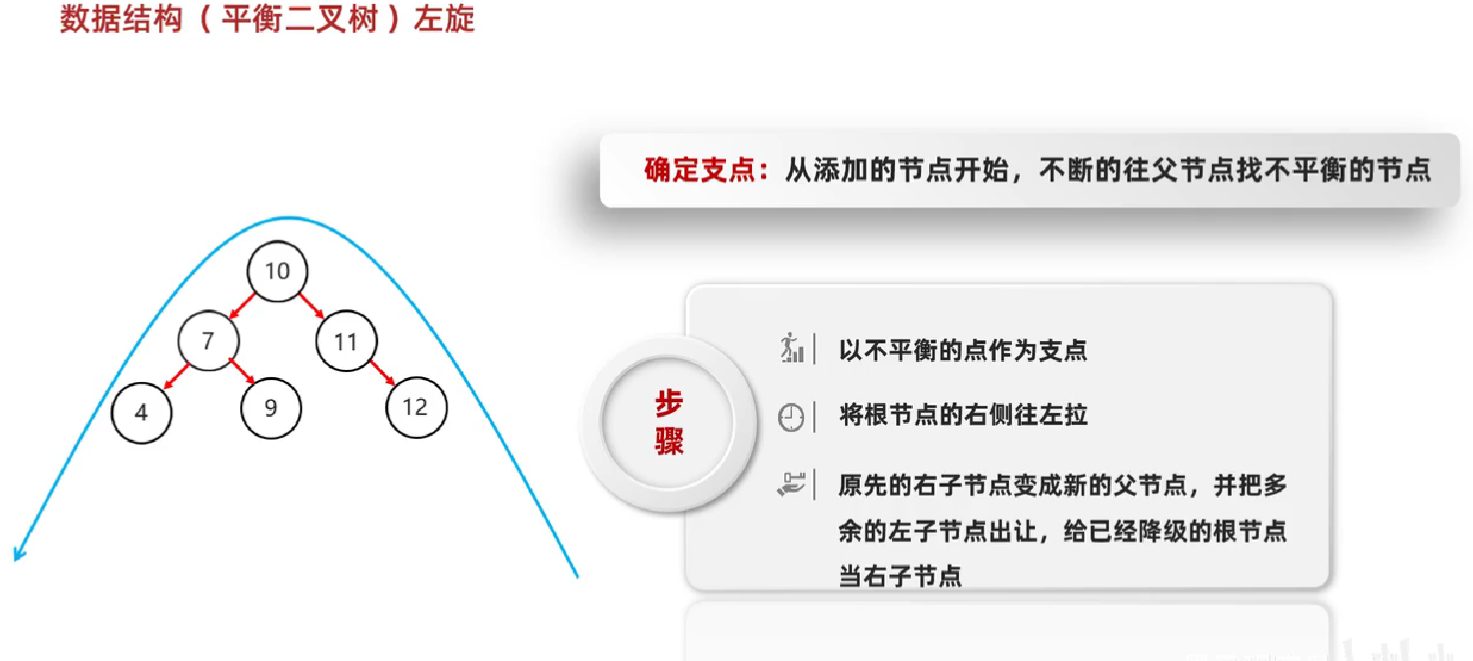 数据结构（平衡二叉树）左旋
确定支点：从添加的节点开始，不断的往父节点找不平衡的节点
10
7
11
4
9
12
步
骤
以不平衡的点作为支点
将根节点的右侧往左拉
原先的右子节点变成新的父节点，并把多
余的左子节点出让，给已经降级的根节点
当右子节点